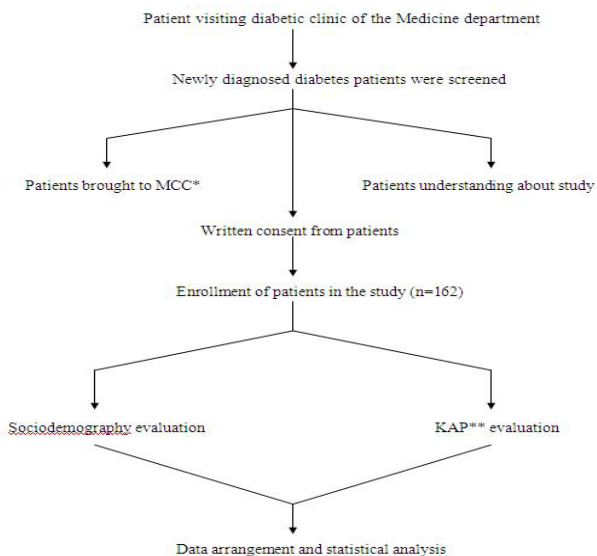 Patient visiting diabetic clinic of the Medicine department
Newly diagnosed diabetes patients were screened
Patients brought to MCC*
Patients understanding about study
Written consent from patients
Enrollment of patients in the study (n=162)
Sociodemography evaluation
KAP** evaluation
Data arrangement and statistical analysis